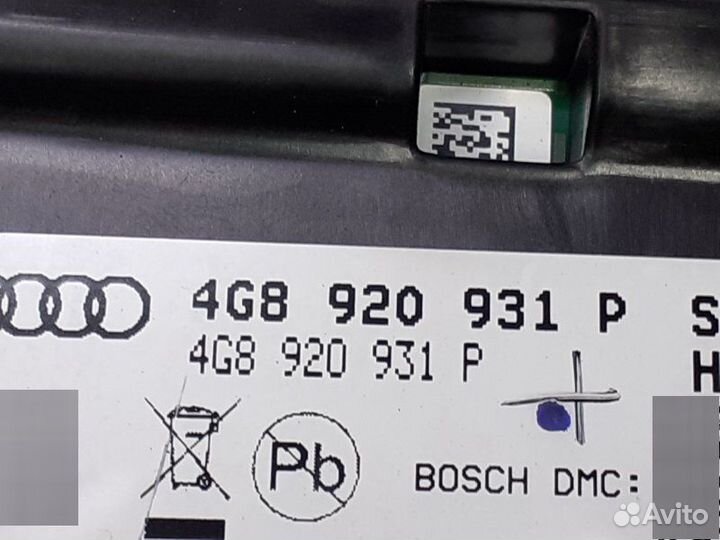 4G8 920 931 P S
4G8 920 931 P H
Pb
BOSCH DMC:
Avito